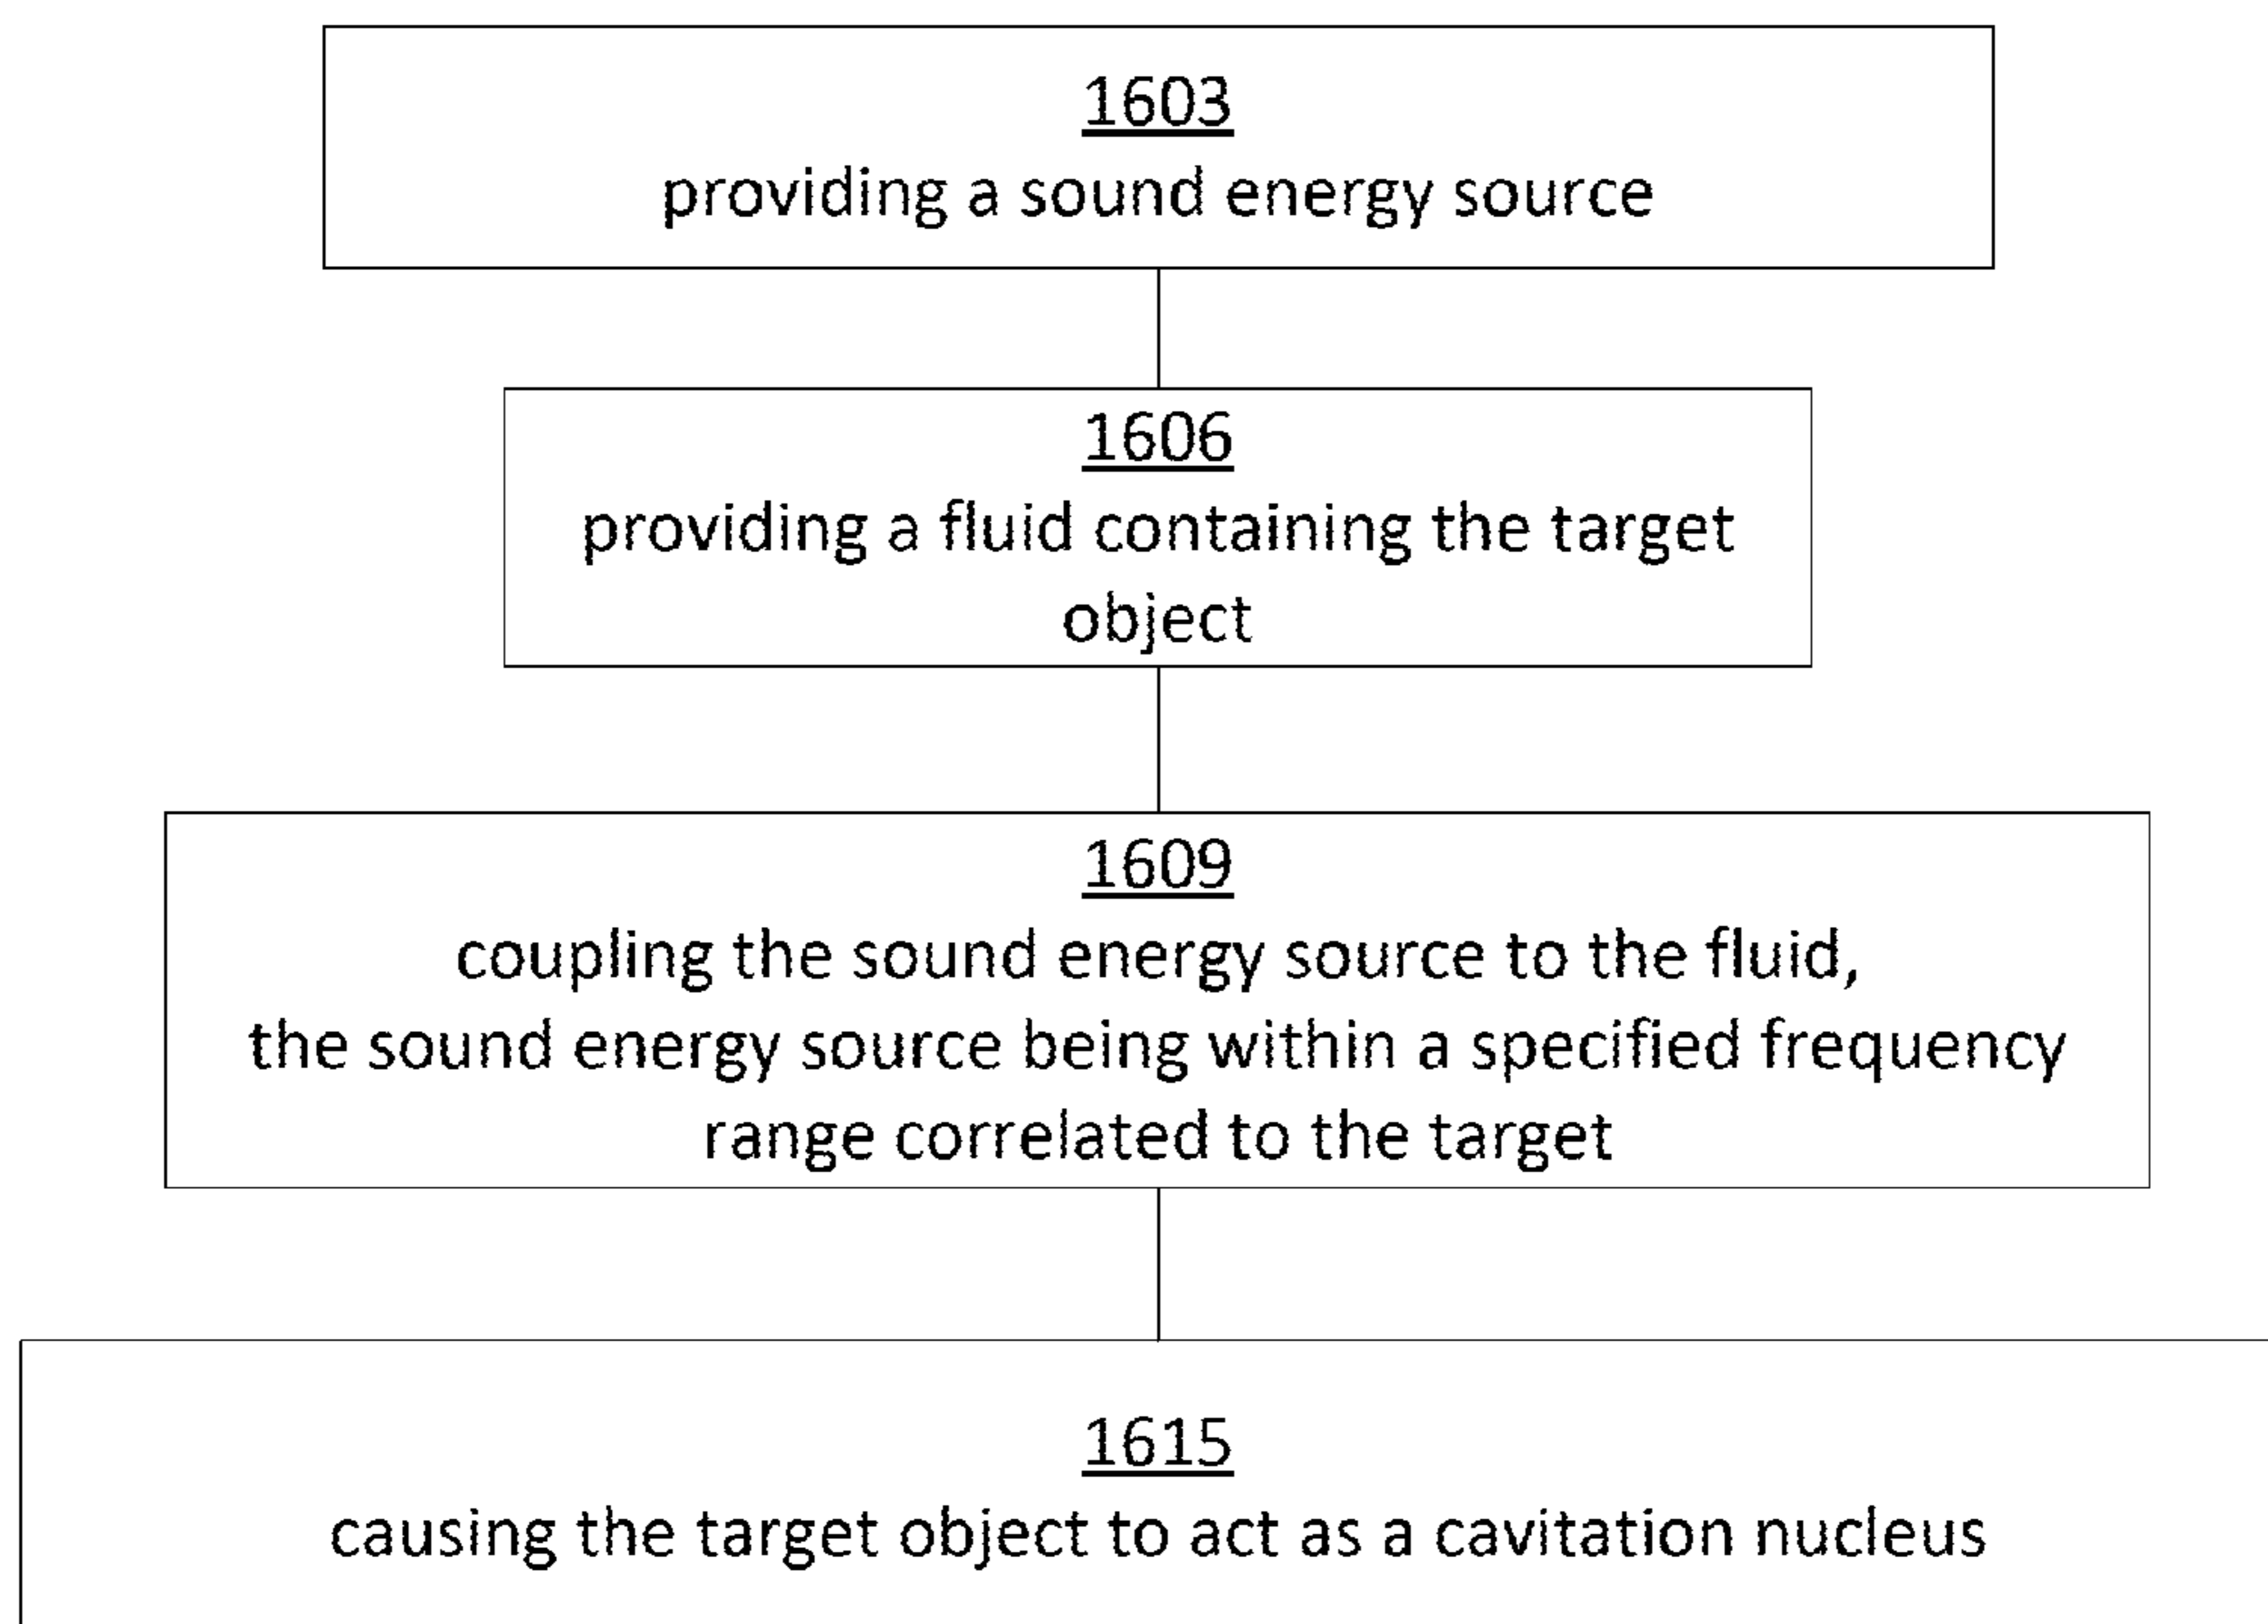 1603
providing a sound energy source
1606
providing a fluid containing the target
object
1609
coupling the sound energy source to the fluid,
the sound energy source being within a specified frequency
range correlated to the target
1615
causing the target object to act as a cavitation nucleus